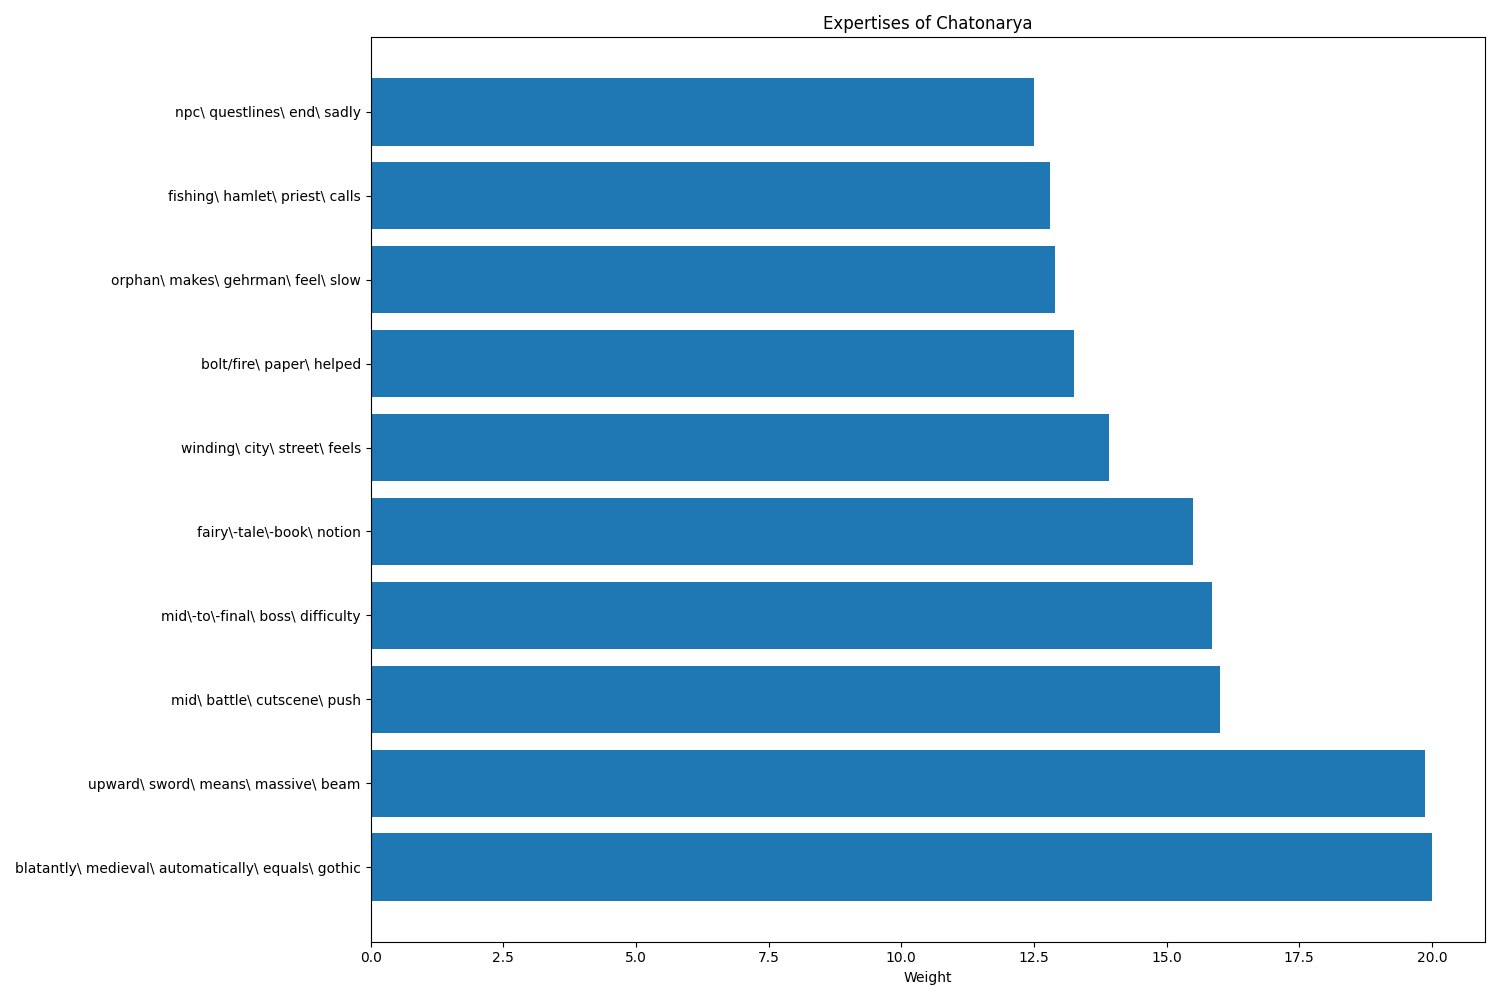 Expertises of Chatonarya
npc\ questlines\ end\ sadly
fishing\ hamlet\ priest\ calls
orphan\ makes\ gehrman\ feel\ slow
bolt/fire\ paper\ helped
winding\ city\ street\ feels
fairy\-tale\-book\ notion
mid\-to\-final\ boss\ difficulty
mid\ battle\ cutscene\ push
upward\ sword\ means\ massive\ beam
blatantly\ medieval\ automatically\ equals\ gothic
0.0 2.5 5.0 7.5 10.0 12.5 15.0 17.5 20.0
Weight